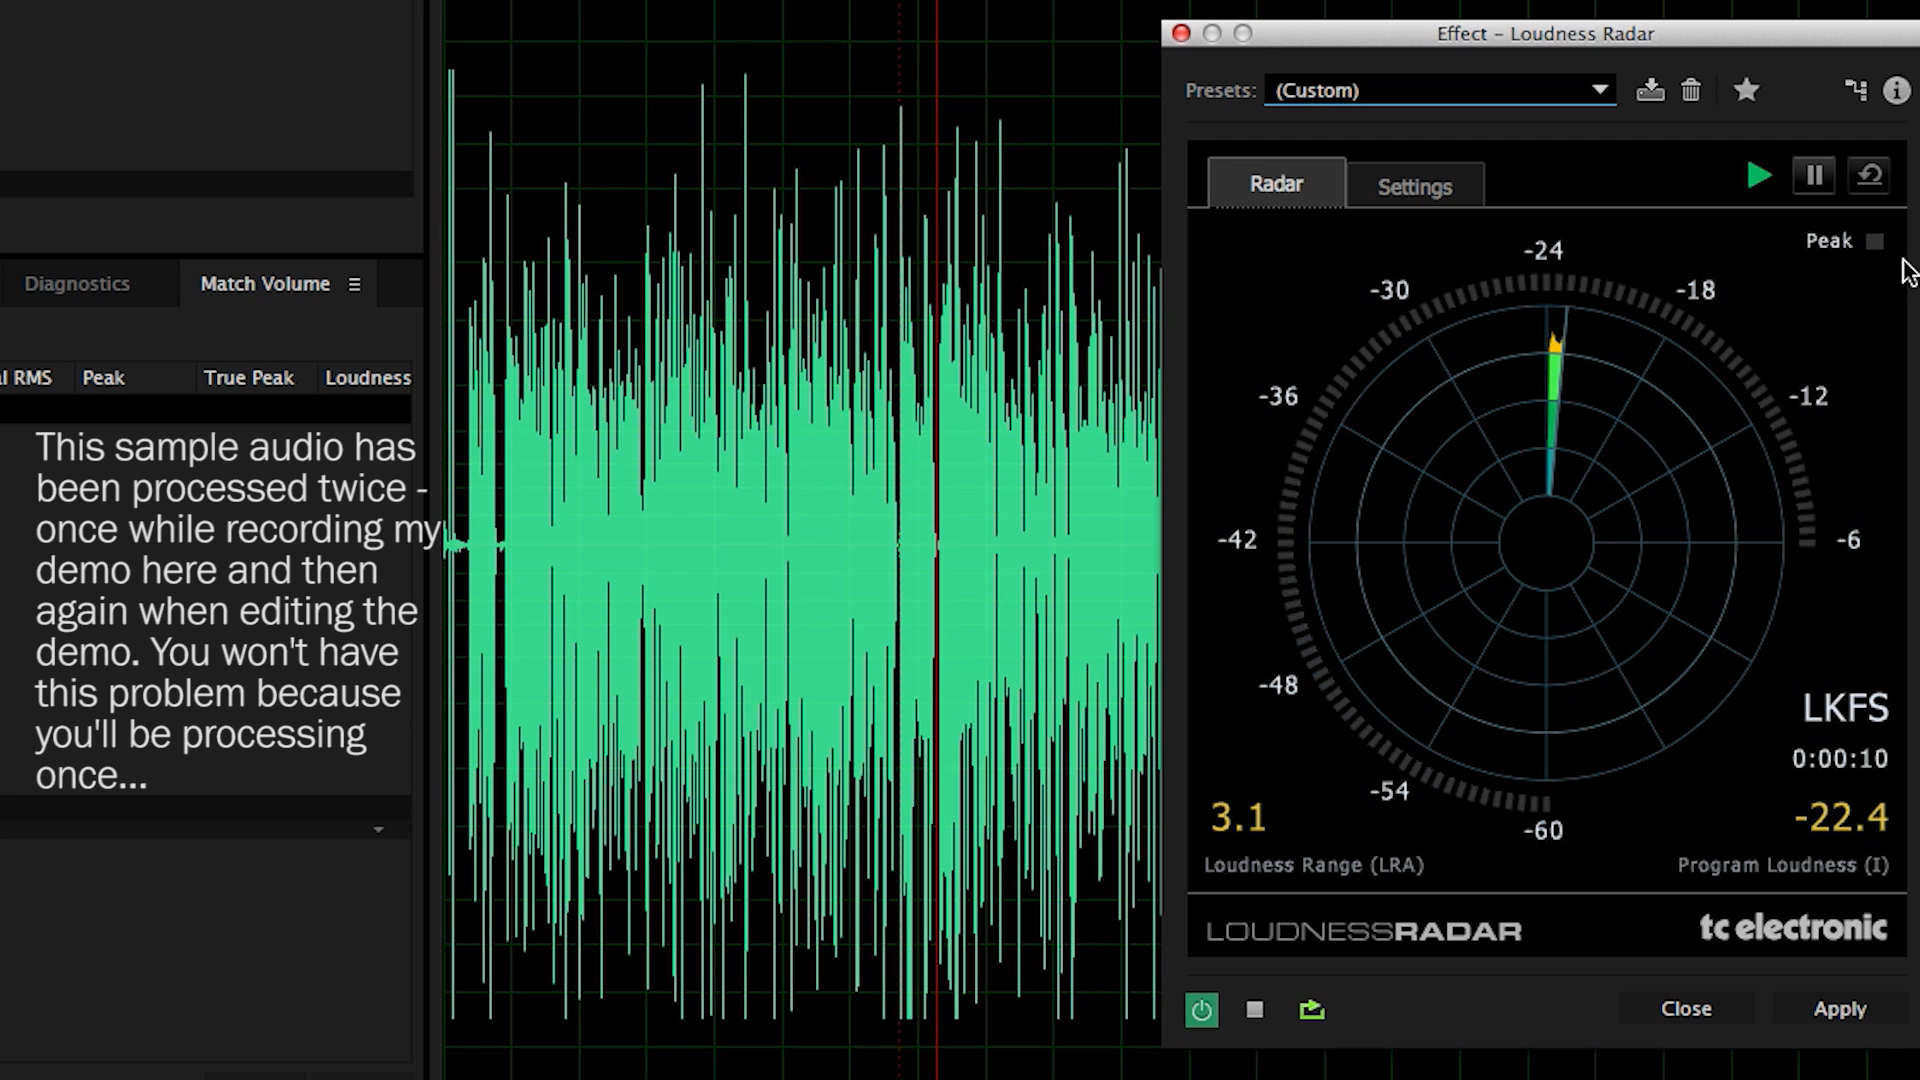 Effect – Loudness Radar
Presets: (Custom)
Radar
Settings
Peak
Diagnostics
Match Volume
l RMS
Peak
True Peak
Loudness
This sample audio has
been processed twice -
once while recording my
demo here and then
again when editing the
demo. You won't have
this problem because
you'll be processing
once...
-24
-30
-18
-36
-12
-42
-6
-48
-54
-60
LKFS
0:00:10
3.1
-22.4
Loudness Range (LRA)
Program Loudness (I)
LOUDNESSRADAR
tc electronic
Close
Apply